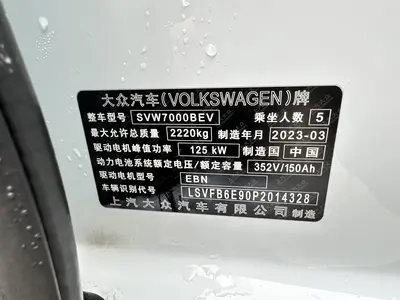 大众汽车(VOLKSWAGEN)牌
整车型号 SVW7000BEV 乘坐人数 5
最大允许总质量 2220kg 制造年月 2023-03
驱动电机峰值功率 125kW 制造国 中国
动力电池系统额定电压/额定容量 352V/150Ah
驱动电机型号 EBN
车辆识别代号 LSVFB6E90P2014328
上汽大众汽车有限公司 制造